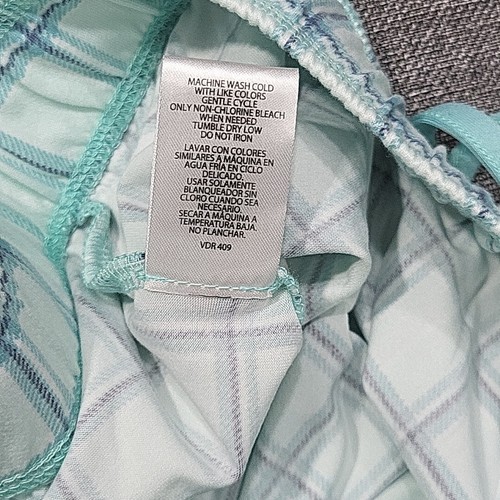 MACHINE WASH COLD
WITH LIKE COLORS
GENTLE CYCLE
ONLY NON-CHLORINE BLEACH
WHEN NEEDED
TUMBLE DRY LOW
DO NOT IRON
LAVAR CON COLORES
SIMILARES A MÁQUINA EN
AGUA FRÍA EN CICLO
DELICADO.
USAR SOLAMENTE
BLANQUEADOR SIN
CLORO CUANDO SEA
NECESARIO.
SECAR A MÁQUINA A
TEMPERATURA BAJA.
NO PLANCHAR.
VDR 409